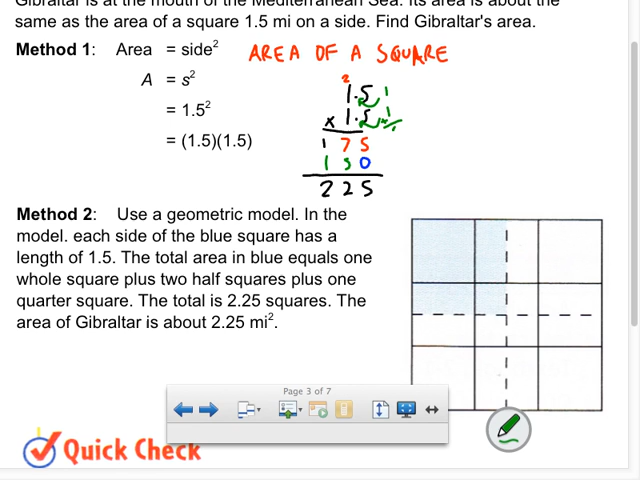 Gibraltar is at the mouth of the Mediterranean Sea. Its area is about the
same as the area of a square 1.5 mi on a side. Find Gibraltar's area.
Method 1: Area = side² AREA OF A SQUARE
A = s²
= 1.5²
= (1.5)(1.5)
2
1.5 1
x 1.5 1
1 7 5
1 5 0
2 2 5
Method 2: Use a geometric model. In the
model. each side of the blue square has a
length of 1.5. The total area in blue equals one
whole square plus two half squares plus one
quarter square. The total is 2.25 squares. The
area of Gibraltar is about 2.25 mi².
Page 3 of 7
Quick Check